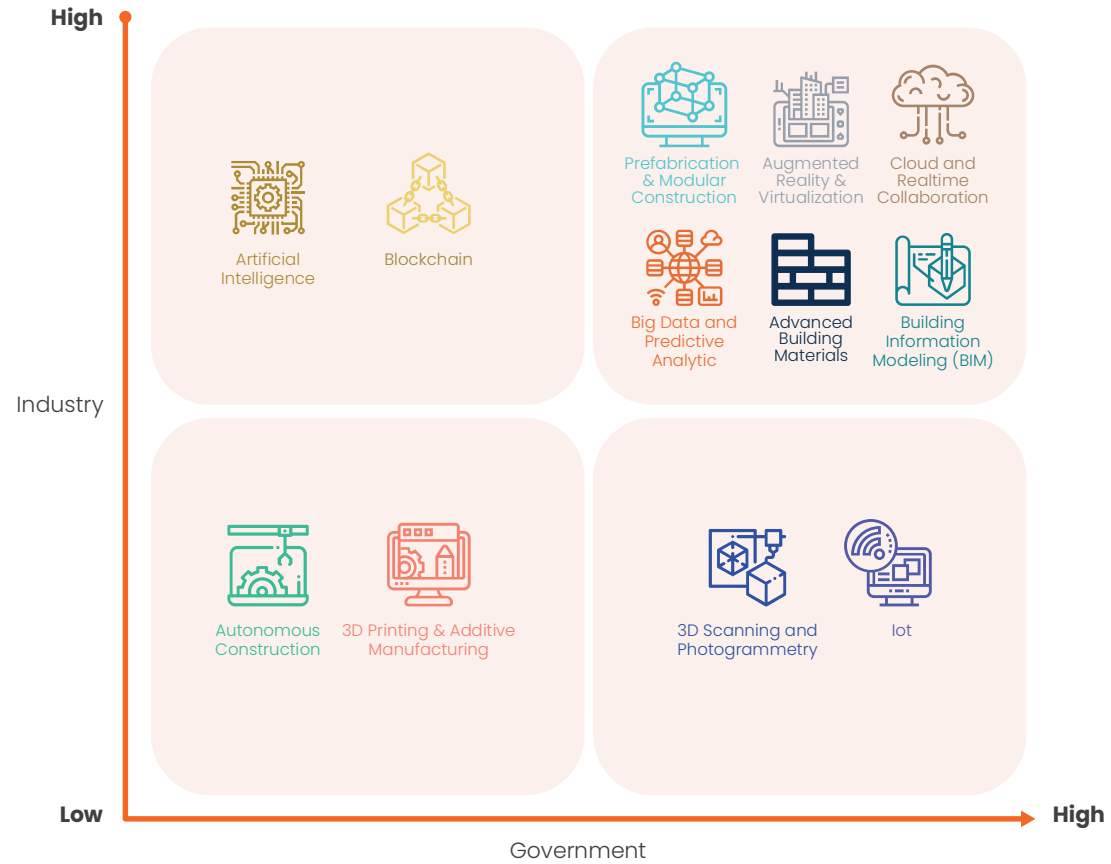 High
Prefabrication
& Modular
Construction
Augmented
Reality &
Virtualization
Cloud and
Realtime
Collaboration
Artificial
Intelligence
Blockchain
Big Data and
Predictive
Analytic
Advanced
Building
Materials
Building
Information
Modeling (BIM)
Industry
Autonomous
Construction
3D Printing & Additive
Manufacturing
3D Scanning and
Photogrammetry
Iot
Low
High
Government